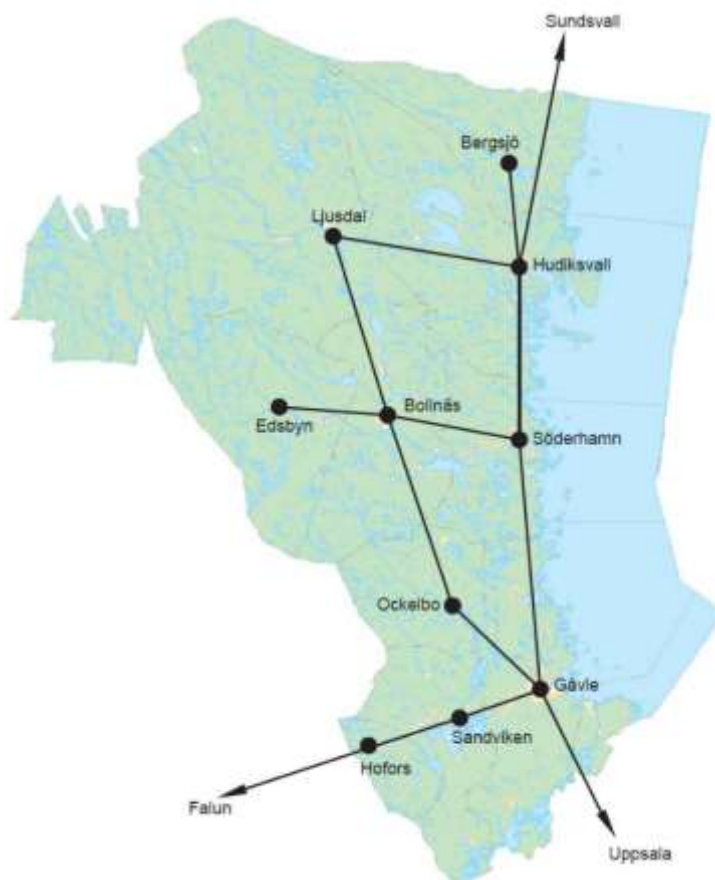 Sundsvall
Bergsjö
Ljusdal
Hudiksvall
Bollnäs
Edsbyn
Söderhamn
Ockelbo
Gävle
Sandviken
Hofors
Falun
Uppsala